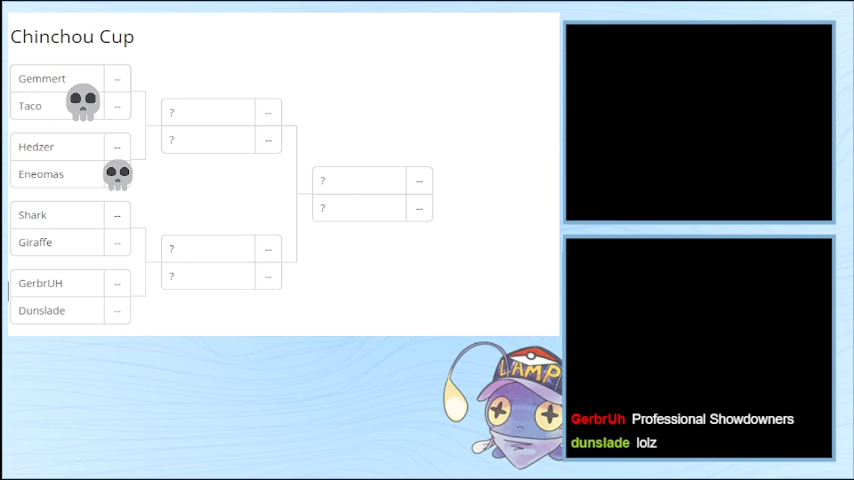 Chinchou Cup
Gemmert --
Taco --
Hedzer --
Eneomas --
Shark --
Giraffe --
GerbrUH --
Dunslade --
? --
? --
? --
? --
? --
? --
LAMP
GerbrUh Professional Showdowners
dunslade lolz